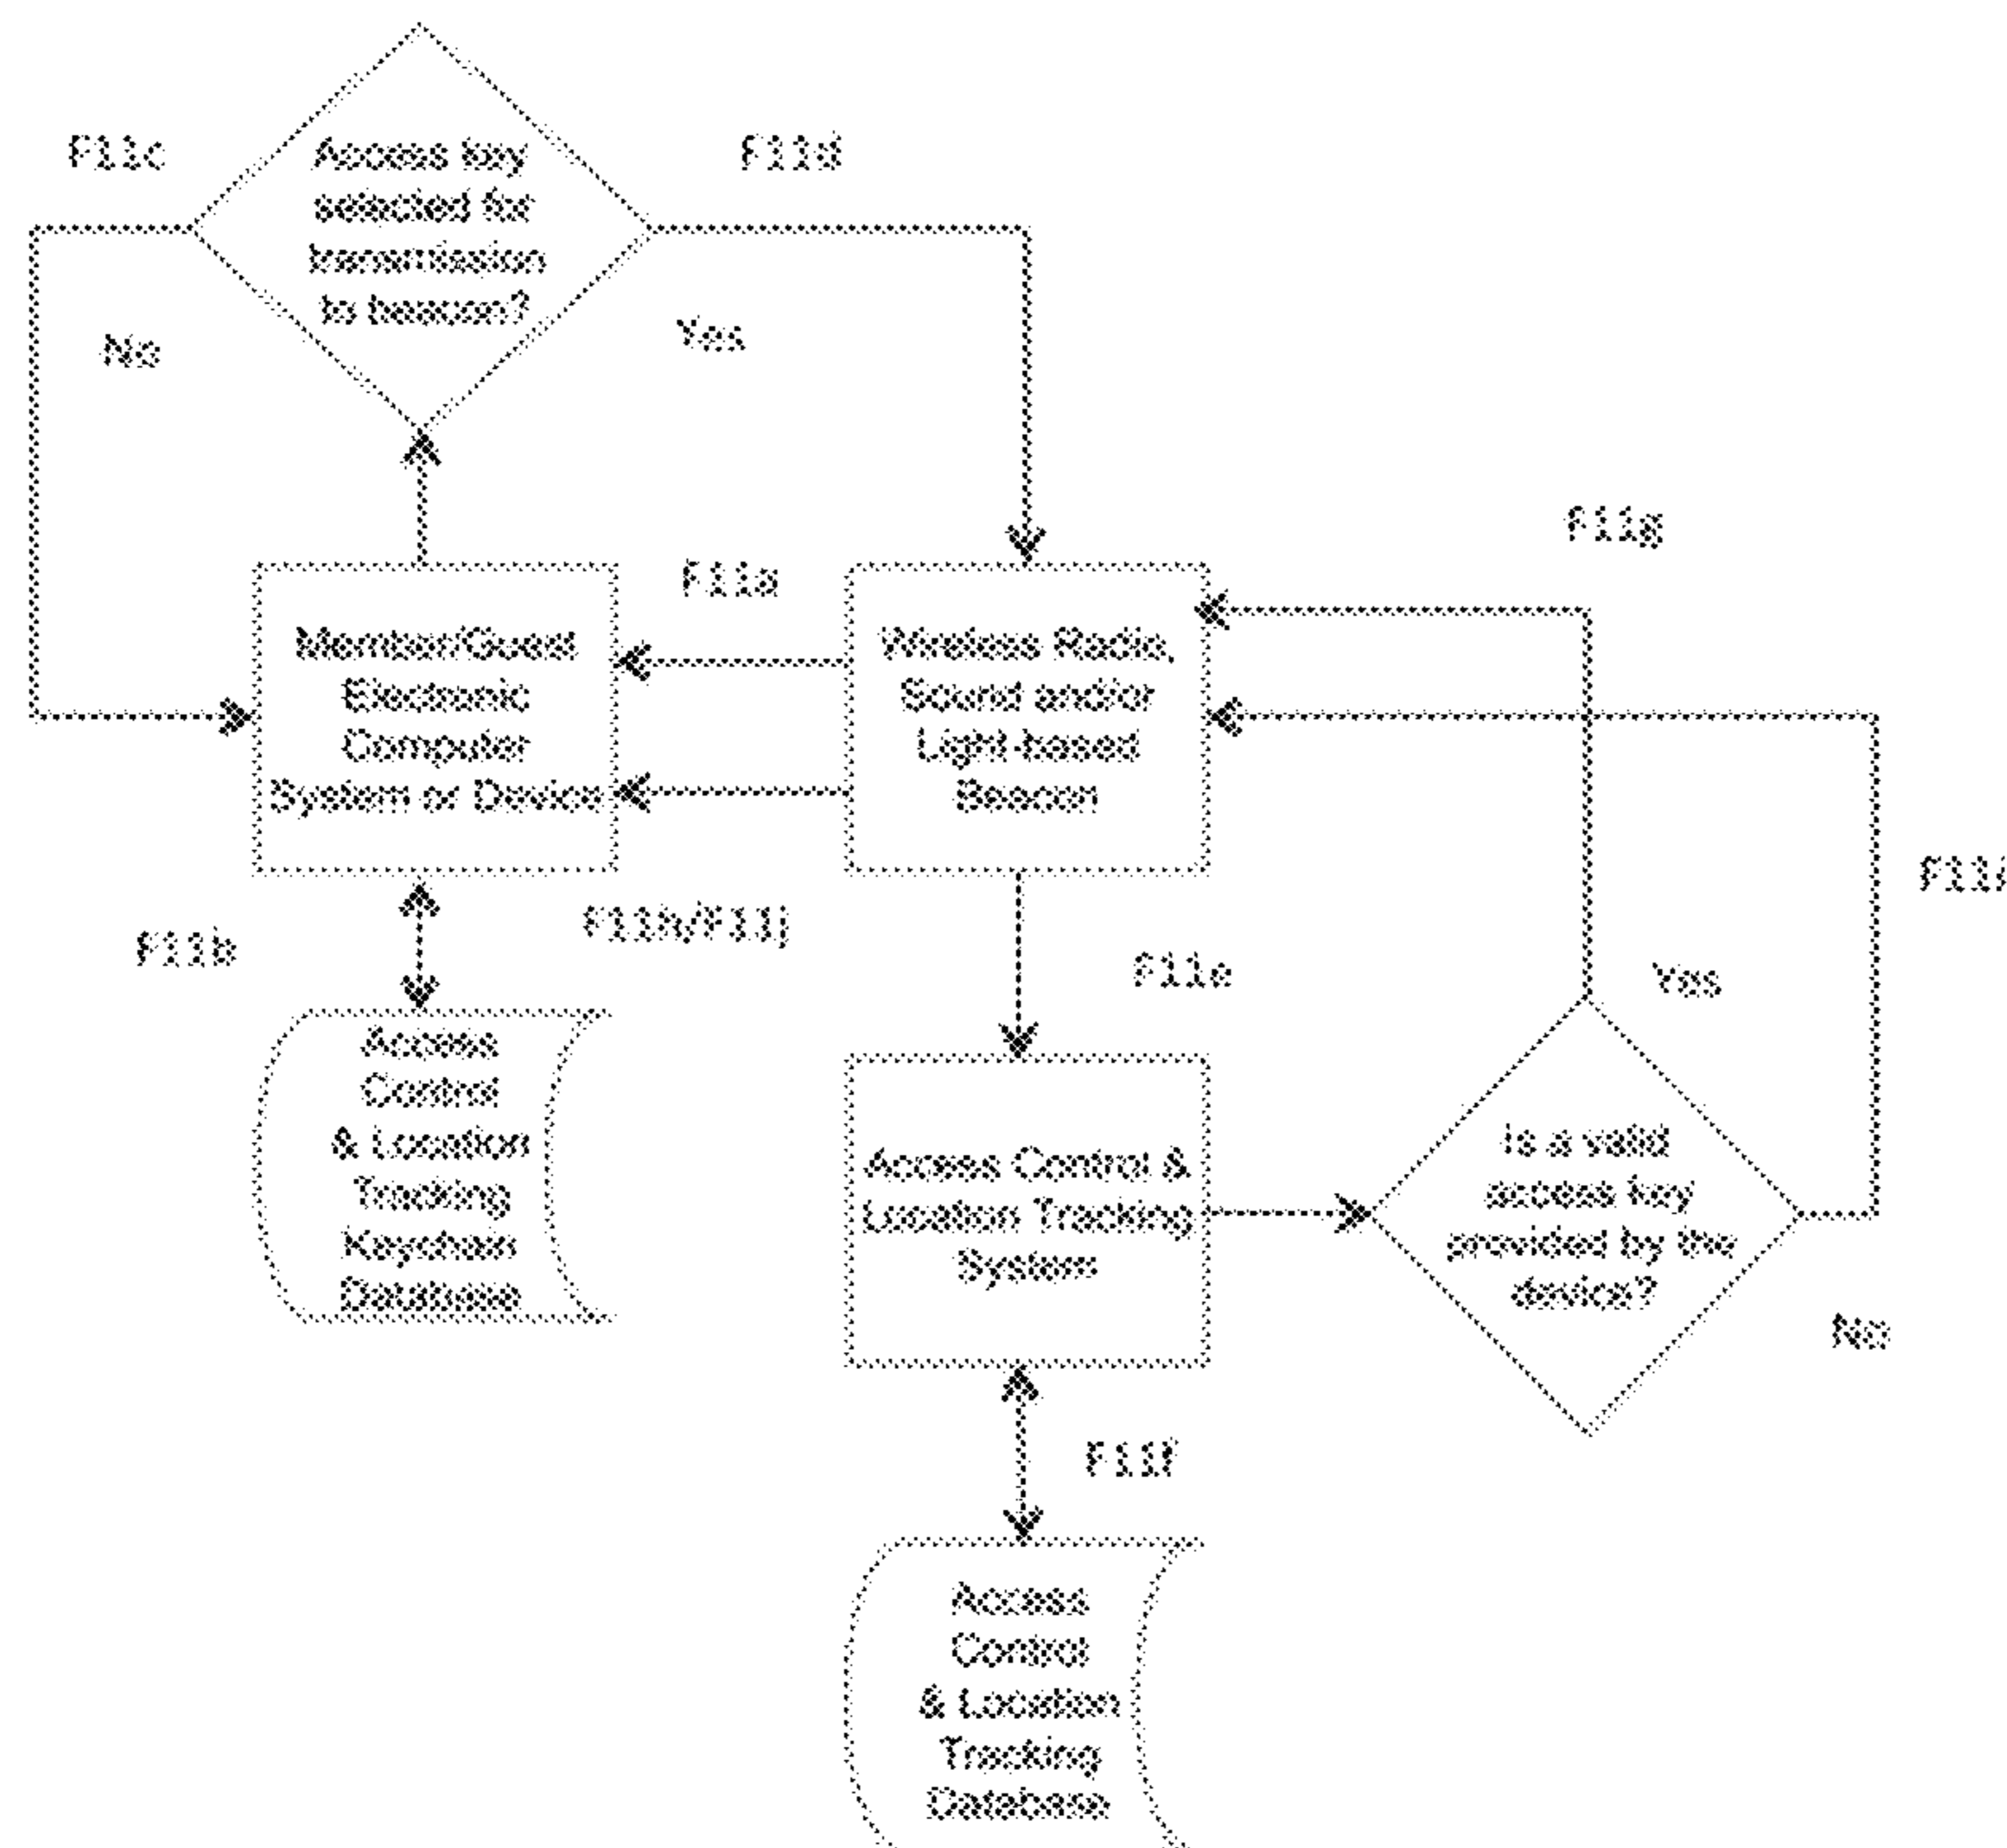 F11c
Access key
selected for
transmission
to beacon?
F11d
No
Yes
F11g
F11a
Member/Guest
Electronic
Computer
System or Device
Wireless Radio,
Sound and/or
Light-based
Beacon
F11i
F11b
F11h/F11j
F11e
Yes
Access
Control
& Location
Tracking
Keychain
Database
Access Control &
Location Tracking
System
Is a valid
access key
provided by the
device?
No
F11f
Access
Control
& Location
Tracking
Database